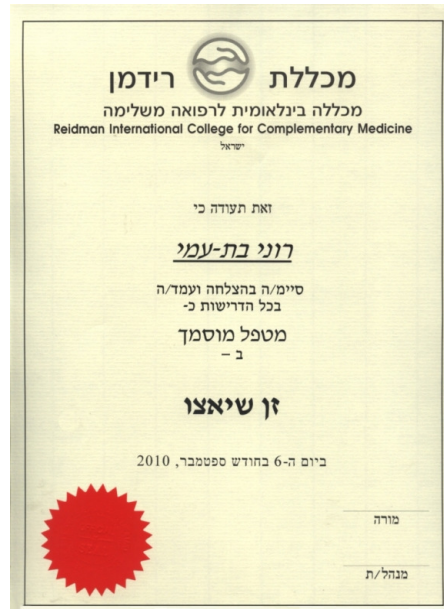 מכללת רידמן
מכללה בינלאומית לרפואה משלימה
Reidman International College for Complementary Medicine
ישראל
זאת תעודה כי
רוני בת-עמי
סיימ/ה בהצלחה ועמד/ה
בכל הדרישות כ-
מטפל מוסמך
ב –
זן שיאצו
ביום ה-6 בחודש ספטמבר, 2010
מורה
מנהל/ת